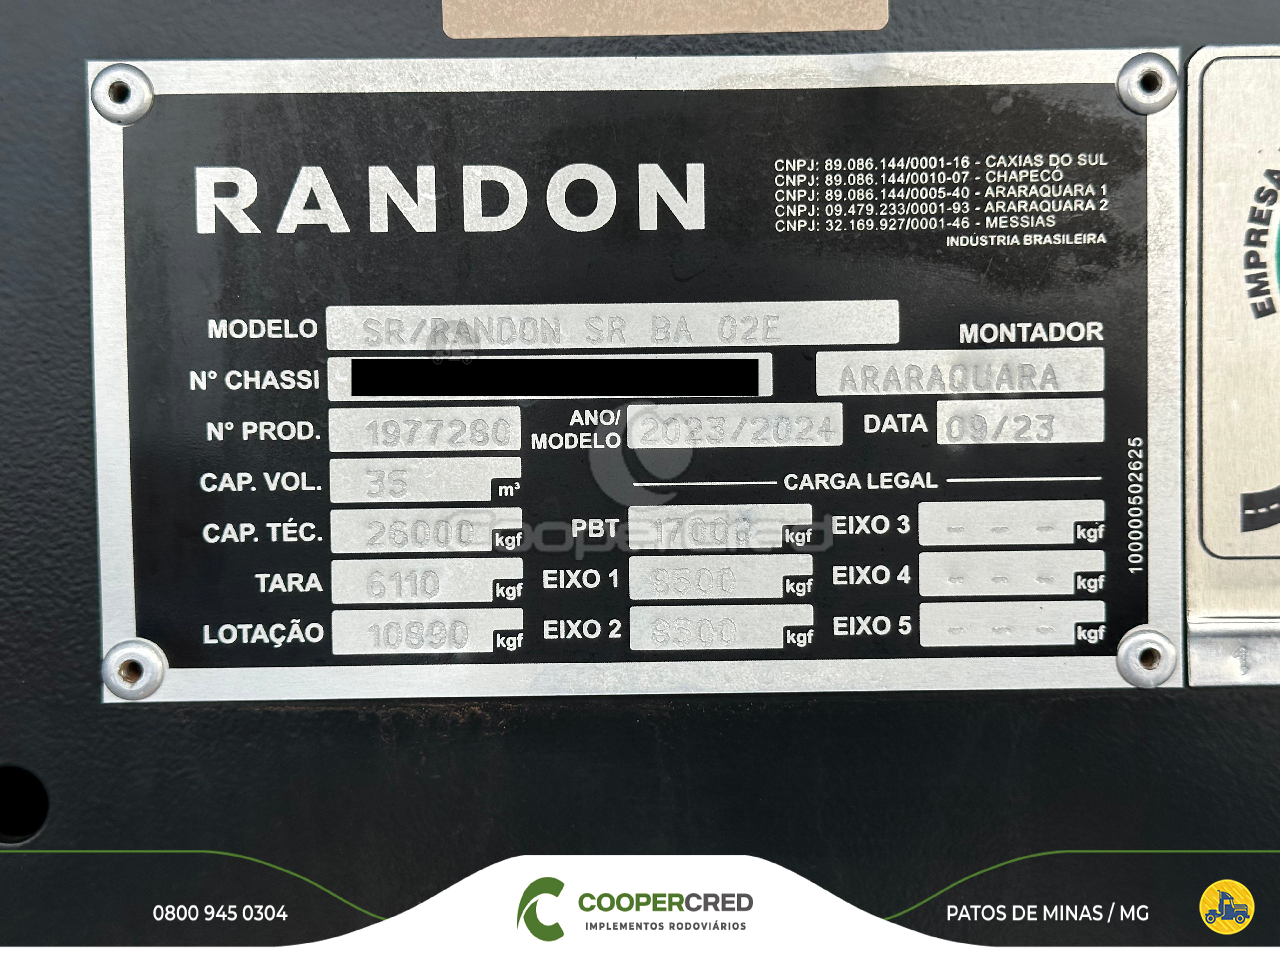 RANDON
CNPJ: 89.086.144/0001-16 - CAXIAS DO SUL
CNPJ: 89.086.144/0010-07 - CHAPECÓ
CNPJ: 89.086.144/0005-40 - ARARAQUARA 1
CNPJ: 09.479.233/0001-93 - ARARAQUARA 2
CNPJ: 32.169.927/0001-46 - MESSIAS
INDÚSTRIA BRASILEIRA
MODELO SR/RANDON SR BA 02E
MONTADOR
N° CHASSI
ARARAQUARA
N° PROD. 1977280
ANO/MODELO 2023/2024
DATA 09/23
CAP. VOL. 35 m³
CARGA LEGAL
CAP. TÉC. 26000 kgf
PBT 17000 kgf
EIXO 3 - - - kgf
TARA 6110 kgf
EIXO 1 8500 kgf
EIXO 4 - - - kgf
LOTAÇÃO 10890 kgf
EIXO 2 8500 kgf
EIXO 5 - - - kgf
10000502625
EMPRESA
CooperCred
0800 945 0304
COOPERCRED
IMPLEMENTOS RODOVIÁRIOS
PATOS DE MINAS / MG